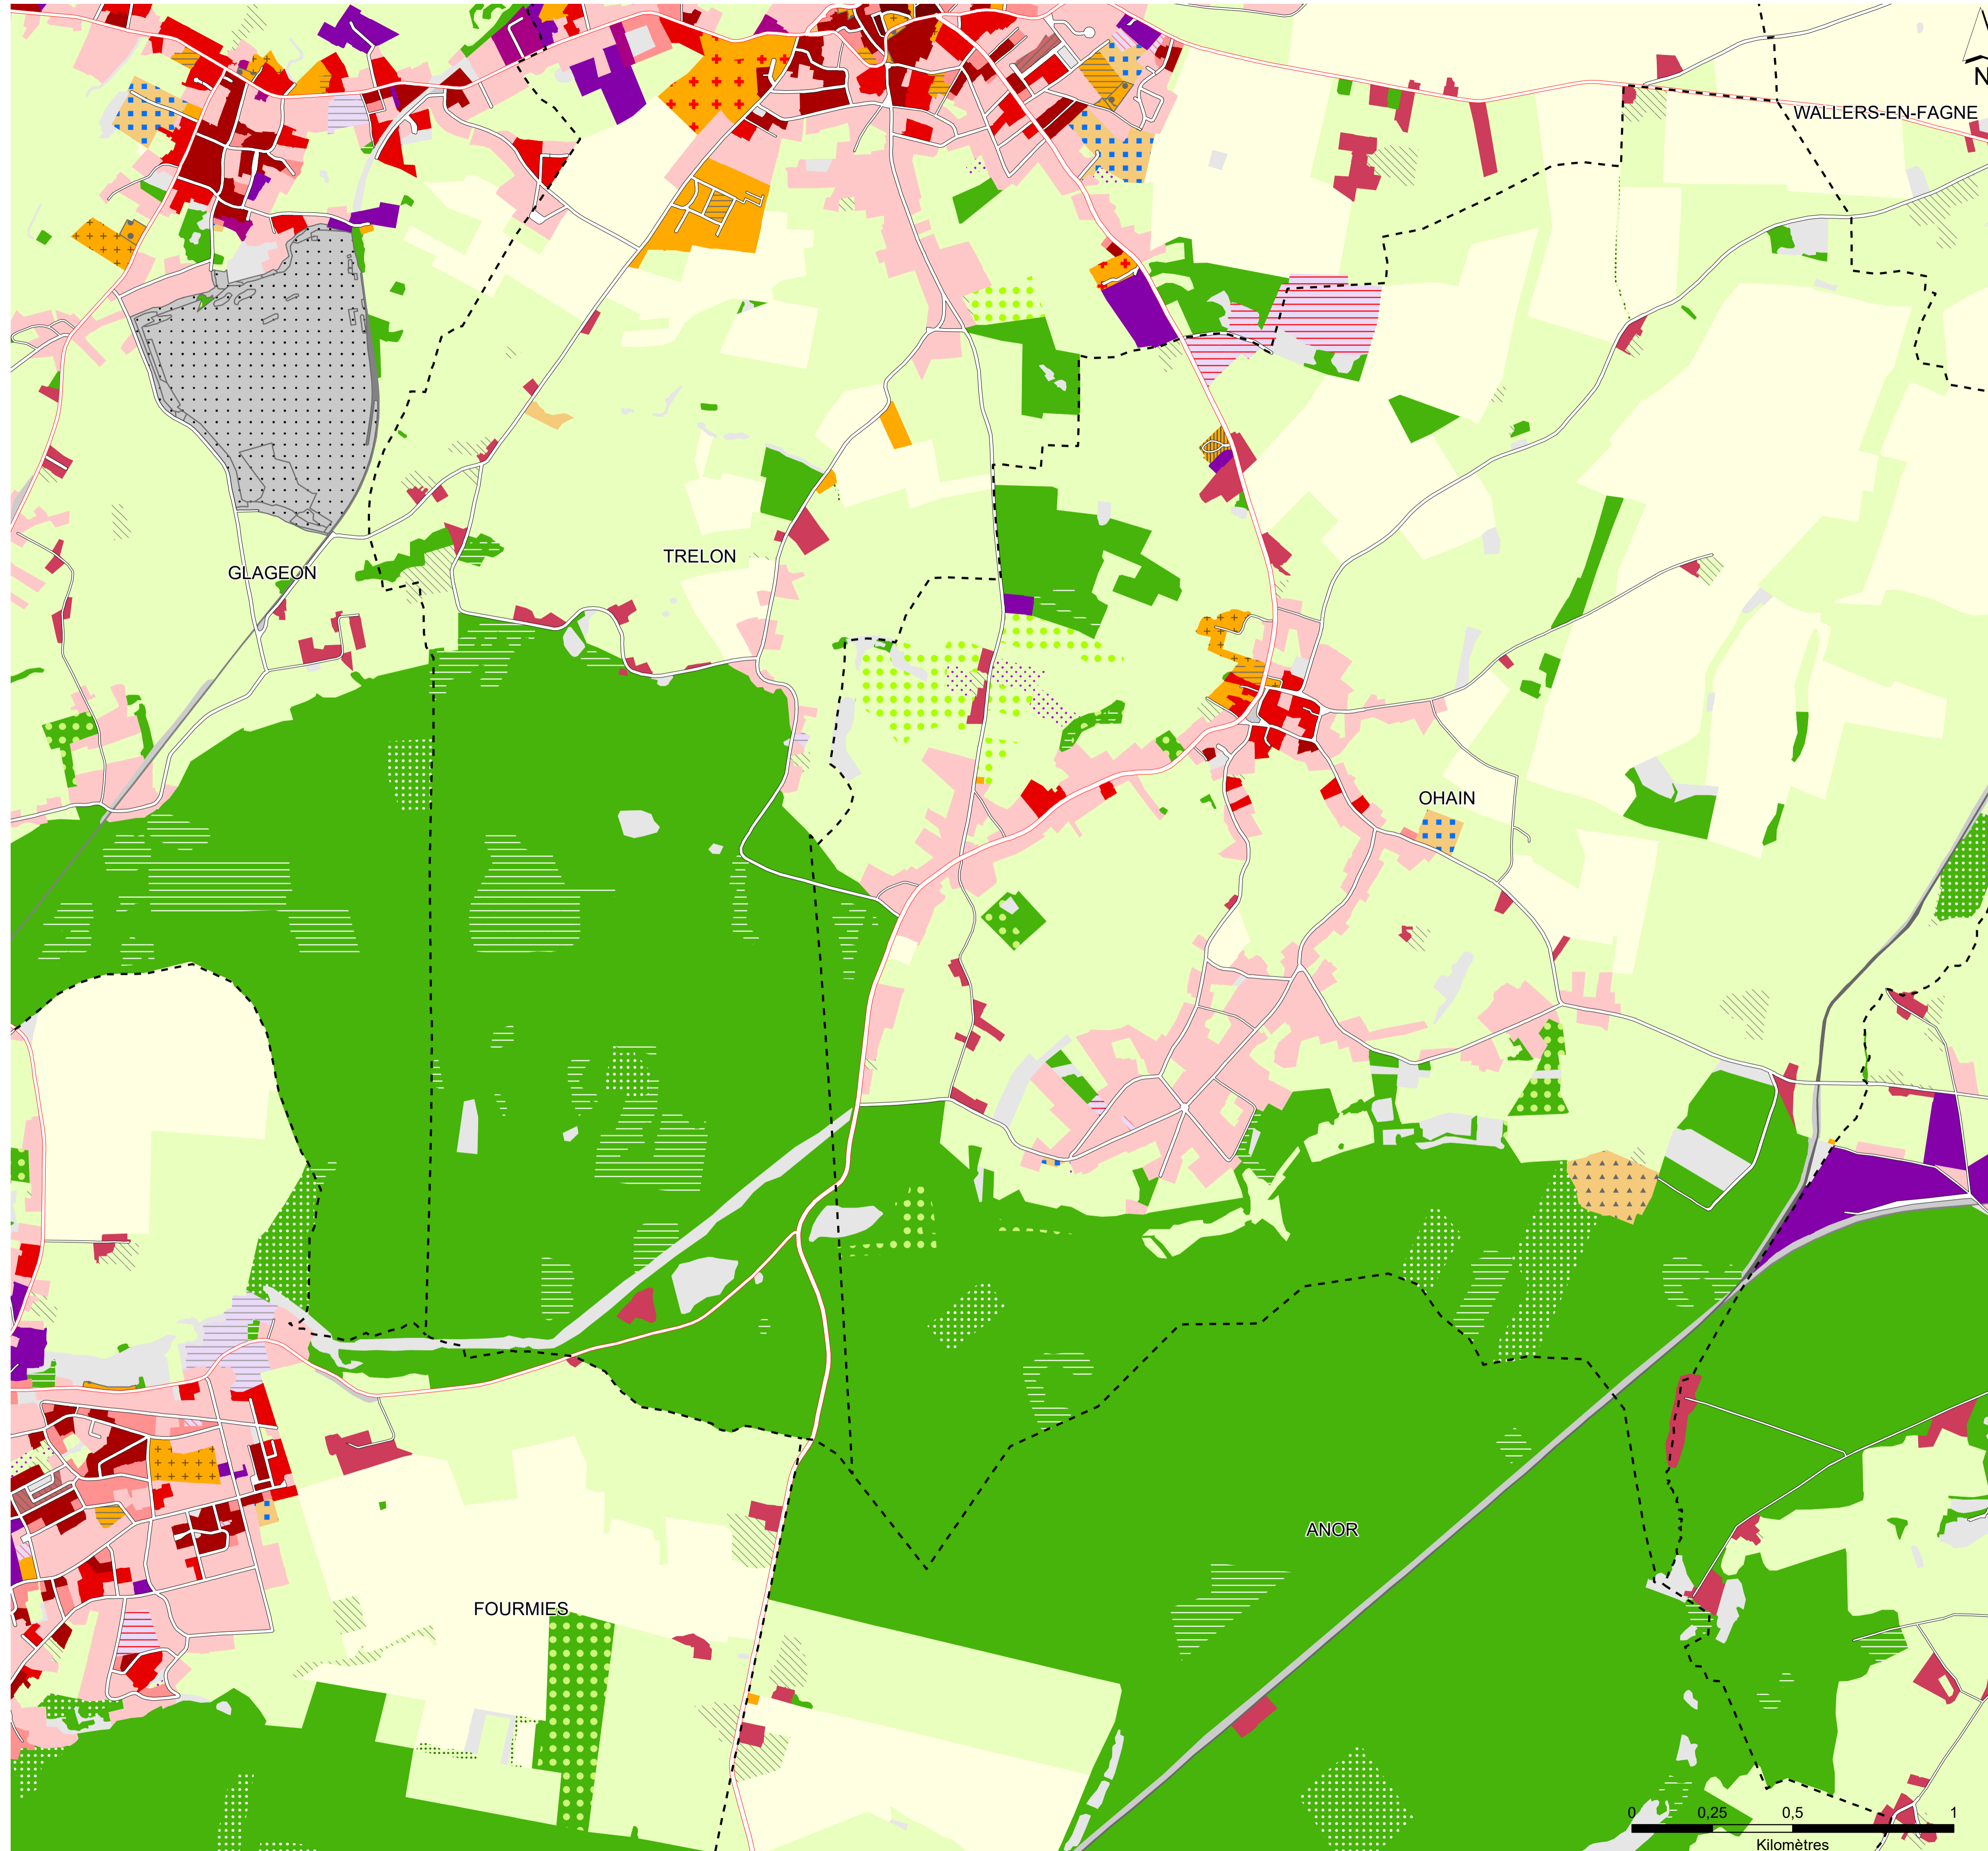 N
WALLERS-EN-FAGNE
TRELON
GLAGEON
OHAIN
ANOR
FOURMIES
0 0,25 0,5 1
Kilomètres